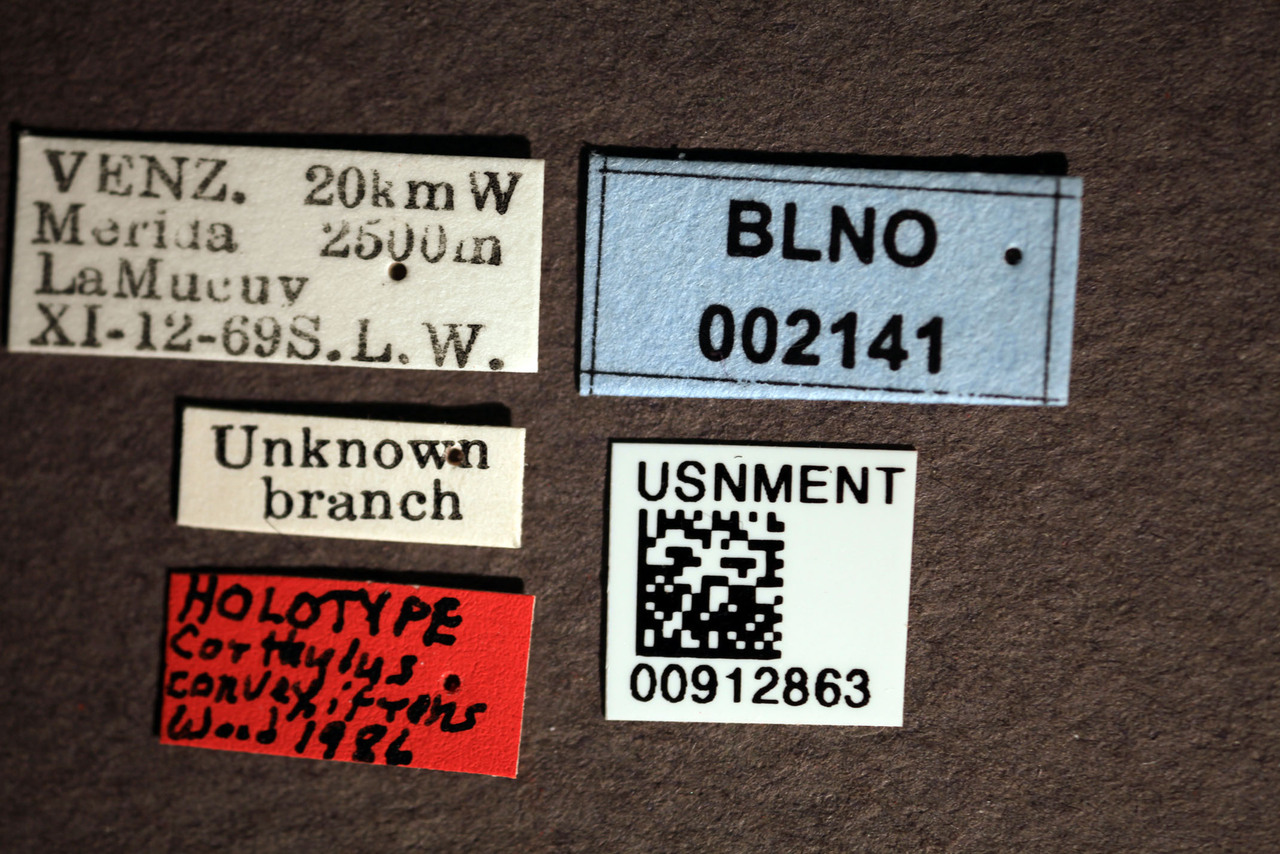 VENZ. 20kmW
Merida 2500m
LaMucuy
XI-12-69S.L.W.
Unknown
branch
HOLOTYPE
Corthylus
convexifrons
Wood 1986
BLNO
002141
USNMENT
00912863